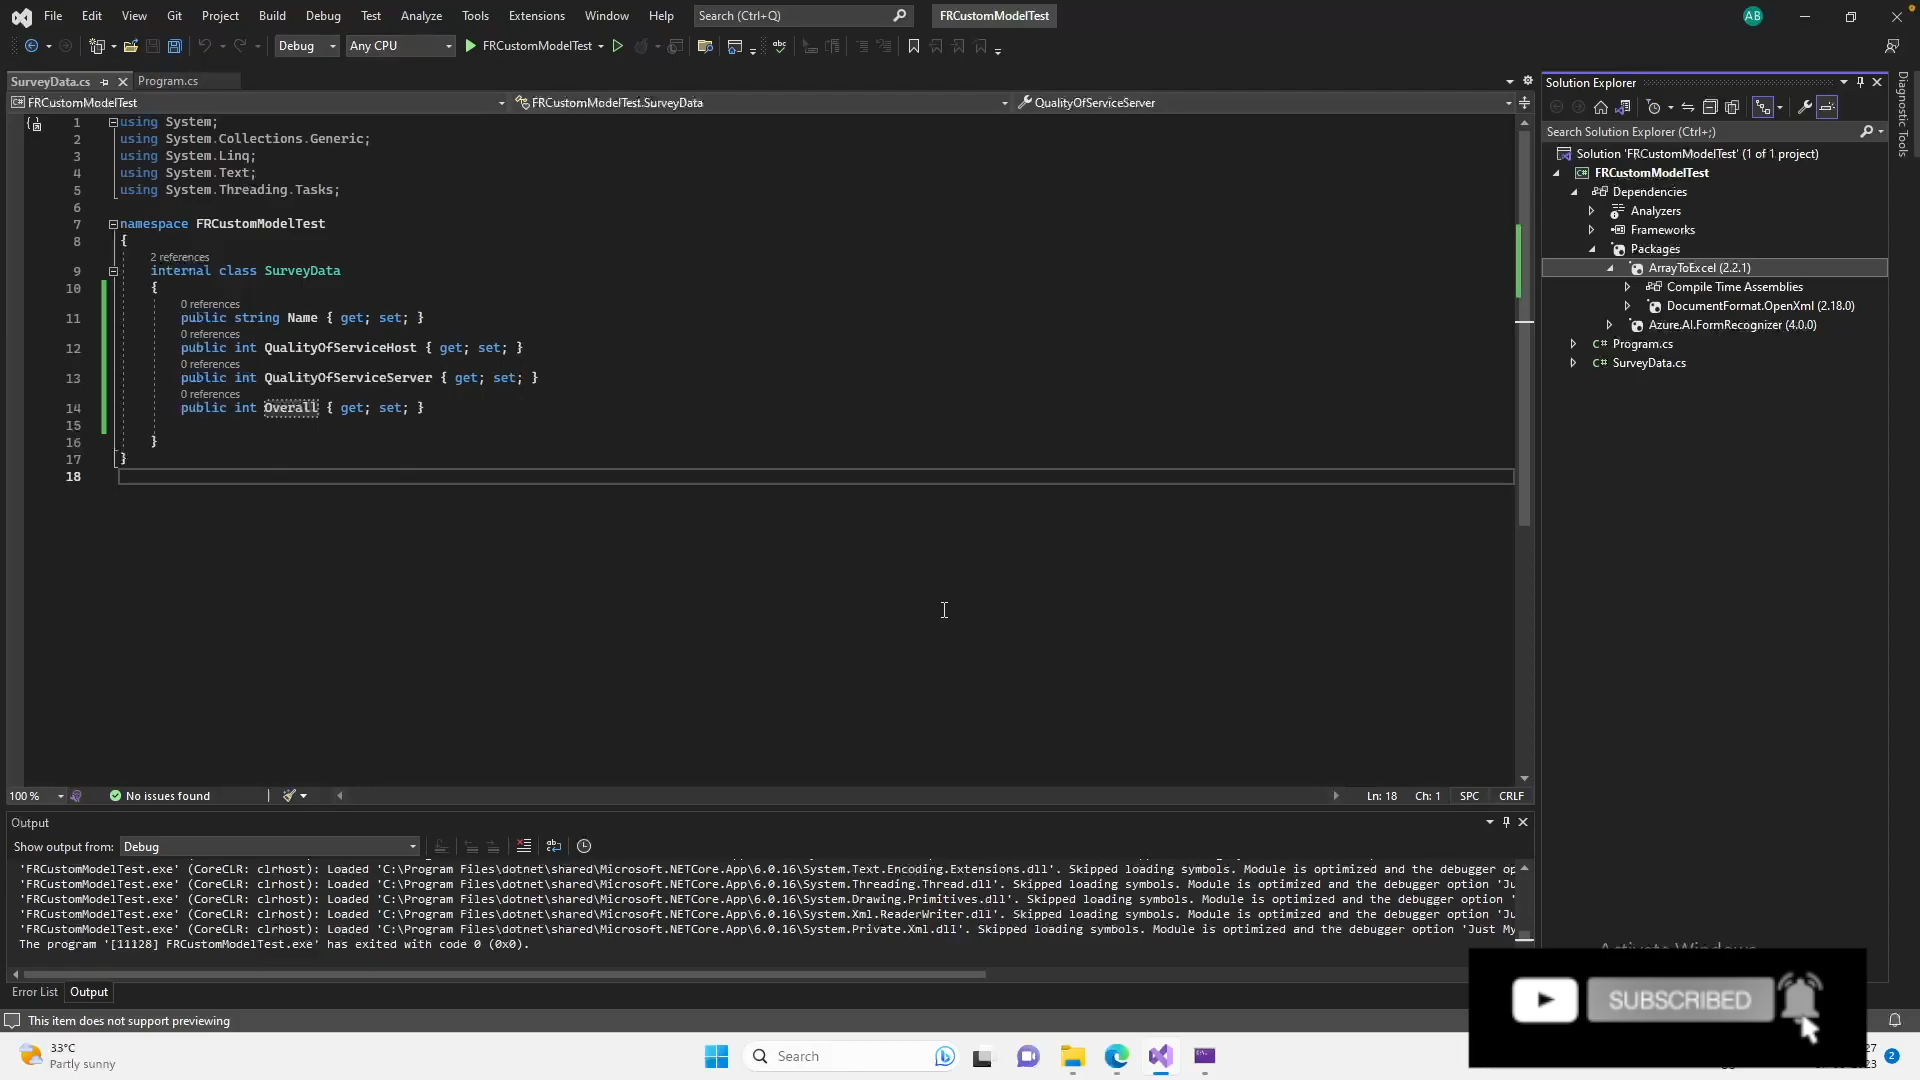 File Edit View Git Project Build Debug Test Analyze Tools Extensions Window Help Search (Ctrl+Q) FRCustomModelTest AB
Debug Any CPU FRCustomModelTest
SurveyData.cs Program.cs
FRCustomModelTest FRCustomModelTest.SurveyData QualityOfServiceServer
1 using System;
2 using System.Collections.Generic;
3 using System.Linq;
4 using System.Text;
5 using System.Threading.Tasks;
6
7 namespace FRCustomModelTest
8 {
2 references
9 internal class SurveyData
10 {
0 references
11 public string Name { get; set; }
0 references
12 public int QualityOfServiceHost { get; set; }
0 references
13 public int QualityOfServiceServer { get; set; }
0 references
14 public int Overall { get; set; }
15
16 }
17 }
18
100 % No issues found Ln: 18 Ch: 1 SPC CRLF
Output
Show output from: Debug
'FRCustomModelTest.exe' (CoreCLR: clrhost): Loaded 'C:\Program Files\dotnet\shared\Microsoft.NETCore.App\6.0.16\System.Text.Encoding.Extensions.dll'. Skipped loading symbols. Module is optimized and the debugger op
'FRCustomModelTest.exe' (CoreCLR: clrhost): Loaded 'C:\Program Files\dotnet\shared\Microsoft.NETCore.App\6.0.16\System.Threading.Thread.dll'. Skipped loading symbols. Module is optimized and the debugger option 'Ju
'FRCustomModelTest.exe' (CoreCLR: clrhost): Loaded 'C:\Program Files\dotnet\shared\Microsoft.NETCore.App\6.0.16\System.Drawing.Primitives.dll'. Skipped loading symbols. Module is optimized and the debugger option '
'FRCustomModelTest.exe' (CoreCLR: clrhost): Loaded 'C:\Program Files\dotnet\shared\Microsoft.NETCore.App\6.0.16\System.Xml.ReaderWriter.dll'. Skipped loading symbols. Module is optimized and the debugger option 'Ju
'FRCustomModelTest.exe' (CoreCLR: clrhost): Loaded 'C:\Program Files\dotnet\shared\Microsoft.NETCore.App\6.0.16\System.Private.Xml.dll'. Skipped loading symbols. Module is optimized and the debugger option 'Just My
The program '[11128] FRCustomModelTest.exe' has exited with code 0 (0x0).
Error List Output
This item does not support previewing
Solution Explorer
Search Solution Explorer (Ctrl+;)
Solution 'FRCustomModelTest' (1 of 1 project)
FRCustomModelTest
Dependencies
Analyzers
Frameworks
Packages
ArrayToExcel (2.2.1)
Compile Time Assemblies
DocumentFormat.OpenXml (2.18.0)
Azure.AI.FormRecognizer (4.0.0)
C# Program.cs
C# SurveyData.cs
Diagnostic Tools
Activate Windows
SUBSCRIBED
33°C
Partly sunny
Search
27
2023
2